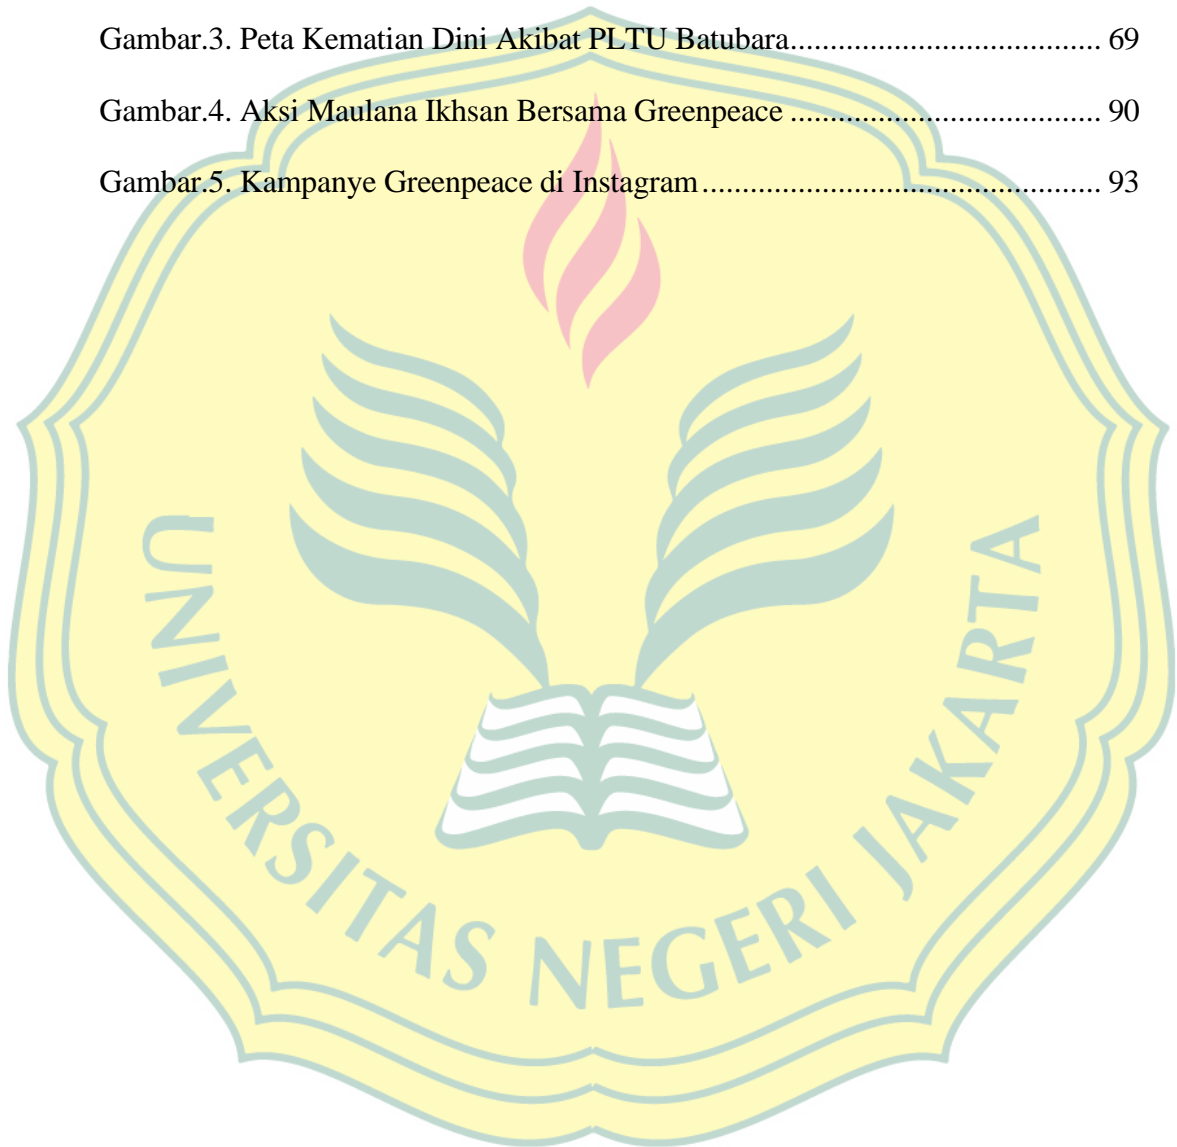 Gambar.3. Peta Kematian Dini Akibat PLTU Batubara..................................... 69
Gambar.4. Aksi Maulana Ikhsan Bersama Greenpeace ..................................... 90
Gambar.5. Kampanye Greenpeace di Instagram................................................ 93
UNIVERSITAS NEGERI JAKARTA